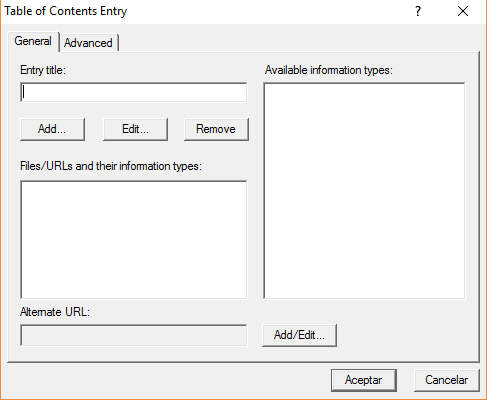 Table of Contents Entry ?
General Advanced
Entry title:
Available information types:
Add...
Edit...
Remove
Files/URLs and their information types:
Alternate URL:
Add/Edit...
Aceptar
Cancelar